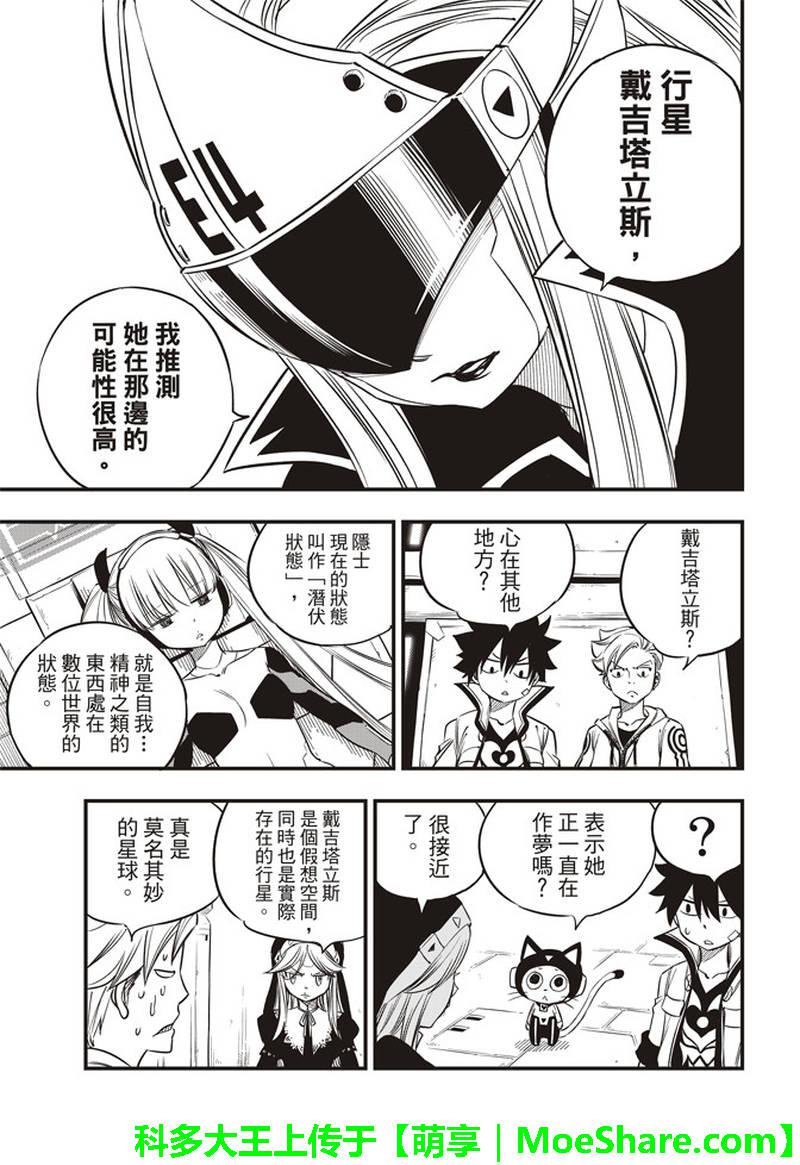 行星
戴吉塔立斯，
E4
我推測
她在那邊的
可能性很高。
戴吉塔立斯？
心在其他
地方？
隱士
現在的狀態
叫作「潛伏
狀態」，
就是自我…
精神之類的
東西處在
數位世界的
狀態。
？
表示她
正一直在
作夢嗎？
很接近
了。
戴吉塔立斯
是個假想空間，
同時也是實際
存在的行星。
真是
莫名其妙
的星球。
科多大王上传于【萌享 | MoeShare.com】